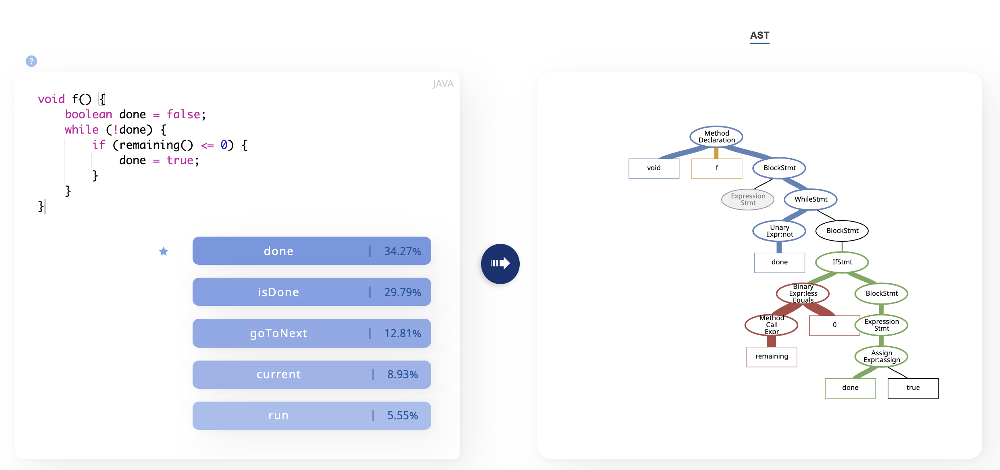 AST
?
JAVA
void f() {
    boolean done = false;
    while (!done) {
        if (remaining() <= 0) {
            done = true;
        }
    }
}
done | 34.27%
isDone | 29.79%
goToNext | 12.81%
current | 8.93%
run | 5.55%
Method
Declaration
void
f
BlockStmt
Expression
Stmt
WhileStmt
Unary
Expr:not
BlockStmt
done
IfStmt
Binary
Expr:less
Equals
BlockStmt
Method
Call
Expr
0
Expression
Stmt
remaining
Assign
Expr:assign
done
true